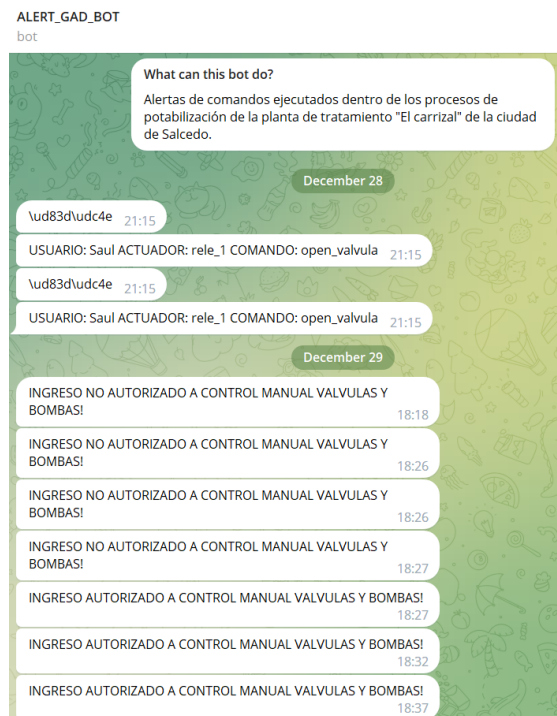 ALERT_GAD_BOT
bot
What can this bot do?
Alertas de comandos ejecutados dentro de los procesos de
potabilización de la planta de tratamiento "El carrizal" de la ciudad
de Salcedo.
December 28
\ud83d\udc4e 21:15
USUARIO: Saul ACTUADOR: rele_1 COMANDO: open_valvula 21:15
\ud83d\udc4e 21:15
USUARIO: Saul ACTUADOR: rele_1 COMANDO: open_valvula 21:15
December 29
INGRESO NO AUTORIZADO A CONTROL MANUAL VALVULAS Y
BOMBAS! 18:18
INGRESO NO AUTORIZADO A CONTROL MANUAL VALVULAS Y
BOMBAS! 18:26
INGRESO NO AUTORIZADO A CONTROL MANUAL VALVULAS Y
BOMBAS! 18:26
INGRESO NO AUTORIZADO A CONTROL MANUAL VALVULAS Y
BOMBAS! 18:27
INGRESO AUTORIZADO A CONTROL MANUAL VALVULAS Y BOMBAS!
18:27
INGRESO AUTORIZADO A CONTROL MANUAL VALVULAS Y BOMBAS!
18:32
INGRESO AUTORIZADO A CONTROL MANUAL VALVULAS Y BOMBAS!
18:37